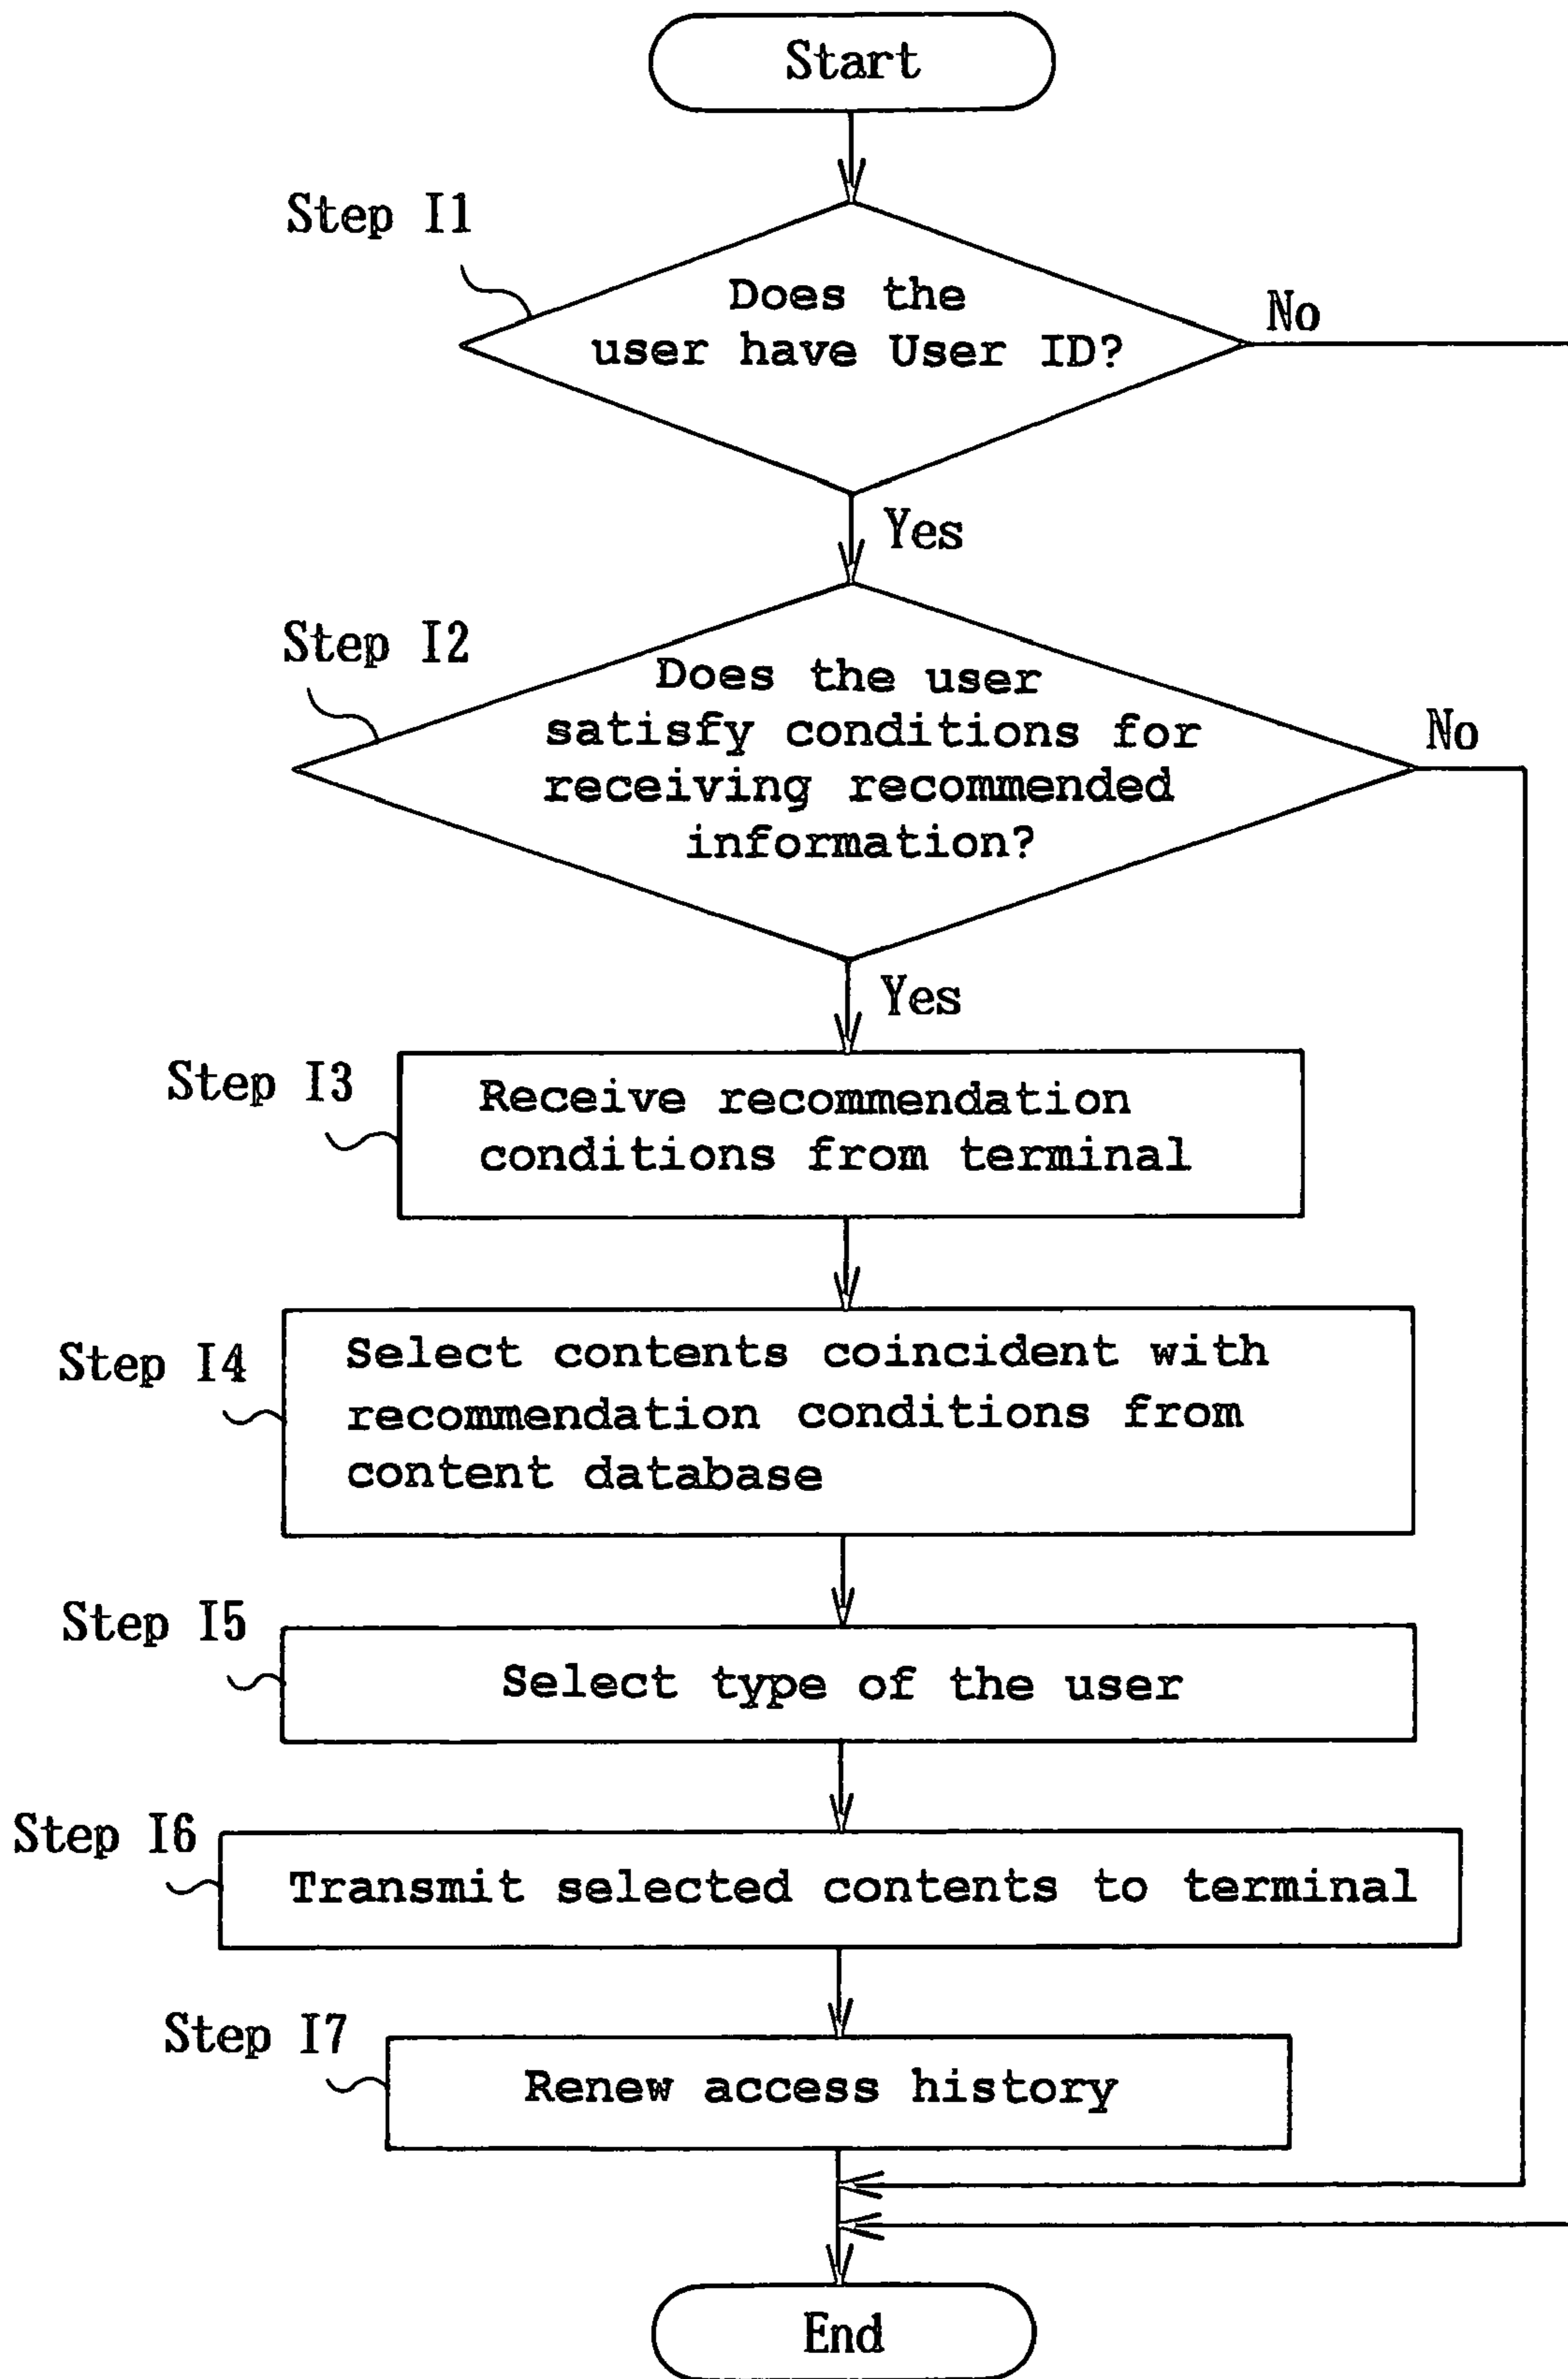 Start
Step I1
Does the
user have User ID?
No
Yes
Step I2
Does the user
satisfy conditions for
receiving recommended
information?
No
Yes
Step I3
Receive recommendation
conditions from terminal
Step I4
Select contents coincident with
recommendation conditions from
content database
Step I5
Select type of the user
Step I6
Transmit selected contents to terminal
Step I7
Renew access history
End